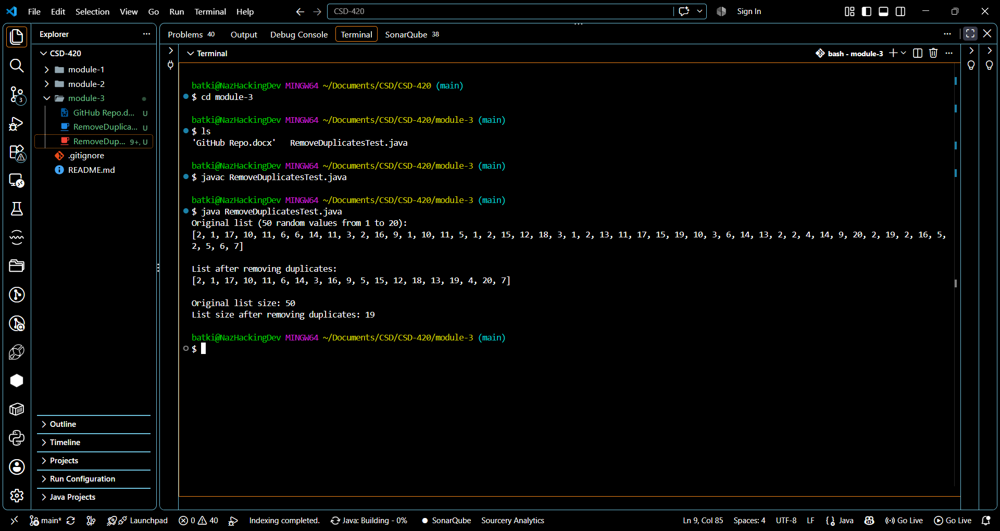 File Edit Selection View Go Run Terminal Help
CSD-420
Sign In
Explorer
Problems 40 Output Debug Console Terminal SonarQube 38
CSD-420
module-1
module-2
module-3
GitHub Repo.d... U
RemoveDuplica... U
RemoveDup... 9+, U
.gitignore
README.md
Outline
Timeline
Projects
Run Configuration
Java Projects
Terminal
bash - module-3
batki@NazHackingDev MINGW64 ~/Documents/CSD/CSD-420 (main)
$ cd module-3
batki@NazHackingDev MINGW64 ~/Documents/CSD/CSD-420/module-3 (main)
$ ls
'GitHub Repo.docx'   RemoveDuplicatesTest.java
batki@NazHackingDev MINGW64 ~/Documents/CSD/CSD-420/module-3 (main)
$ javac RemoveDuplicatesTest.java
batki@NazHackingDev MINGW64 ~/Documents/CSD/CSD-420/module-3 (main)
$ java RemoveDuplicatesTest.java
Original list (50 random values from 1 to 20):
[2, 1, 17, 10, 11, 6, 6, 14, 11, 3, 2, 16, 9, 1, 10, 11, 5, 1, 2, 15, 12, 18, 3, 1, 2, 13, 11, 17, 15, 19, 10, 3, 6, 14, 13, 2, 2, 4, 14, 9, 20, 2, 19, 2, 16, 5,
2, 5, 6, 7]
List after removing duplicates:
[2, 1, 17, 10, 11, 6, 14, 3, 16, 9, 5, 15, 12, 18, 13, 19, 4, 20, 7]
Original list size: 50
List size after removing duplicates: 19
batki@NazHackingDev MINGW64 ~/Documents/CSD/CSD-420/module-3 (main)
$
3
main* Launchpad 0 40 Indexing completed. Java: Building - 0% SonarQube Sourcery Analytics Ln 9, Col 85 Spaces: 4 UTF-8 LF Java Go Live Go Live